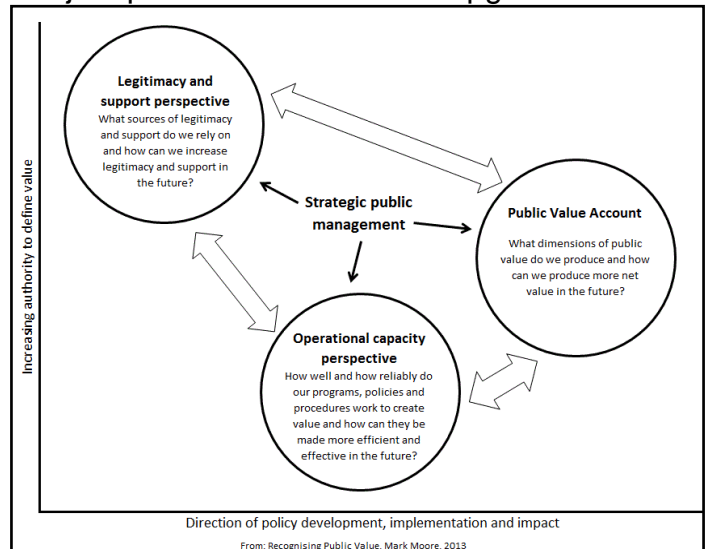 Legitimacy and
support perspective
What sources of legitimacy
and support do we rely on
and how can we increase
legitimacy and support in
the future?
Strategic public
management
Public Value Account
What dimensions of public
value do we produce and how
can we produce more net
value in the future?
Operational capacity
perspective
How well and how reliably do
our programs, policies and
procedures work to create
value and how can they be
made more efficient and
effective in the future?
Increasing authority to define value
Direction of policy development, implementation and impact
From: Recognising Public Value, Mark Moore, 2013